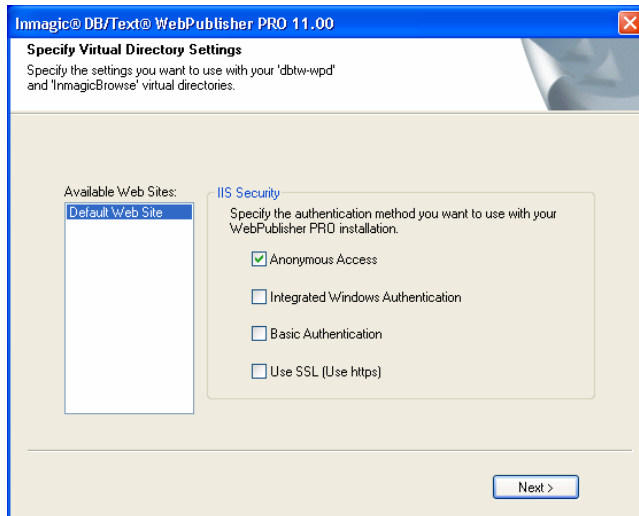 Inmagic® DB/Text® WebPublisher PRO 11.00
Specify Virtual Directory Settings
Specify the settings you want to use with your 'dbtw-wpd'
and 'InmagicBrowse' virtual directories.
Available Web Sites:
Default Web Site
IIS Security
Specify the authentication method you want to use with your
WebPublisher PRO installation.
Anonymous Access
Integrated Windows Authentication
Basic Authentication
Use SSL (Use https)
Next >